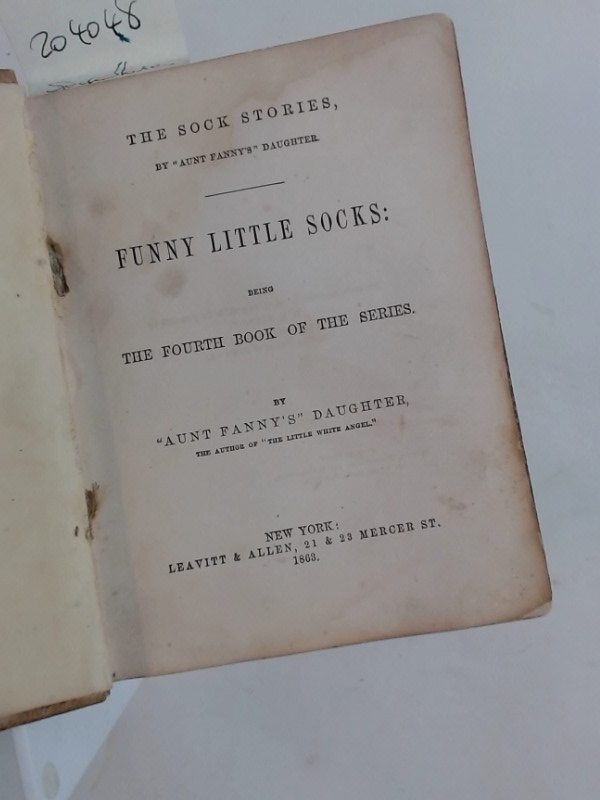 204048
THE SOCK STORIES,
BY "AUNT FANNY'S" DAUGHTER.
FUNNY LITTLE SOCKS:
BEING
THE FOURTH BOOK OF THE SERIES.
BY
"AUNT FANNY'S" DAUGHTER,
THE AUTHOR OF "THE LITTLE WHITE ANGEL."
NEW YORK:
LEAVITT & ALLEN, 21 & 23 MERCER ST.
1863.